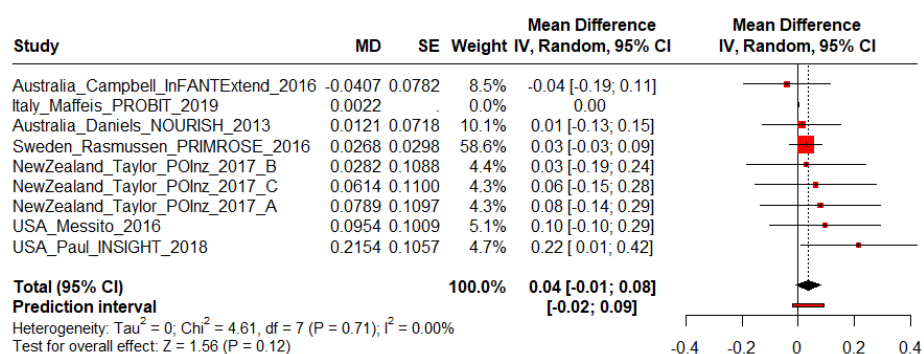 Mean Difference Mean Difference
Study MD SE Weight IV, Random, 95% CI IV, Random, 95% CI
Australia_Campbell_InFANTExtend_2016 -0.0407 0.0782 8.5% -0.04 [-0.19; 0.11]
Italy_Maffeis_PROBIT_2019 0.0022 . 0.0% 0.00
Australia_Daniels_NOURISH_2013 0.0121 0.0718 10.1% 0.01 [-0.13; 0.15]
Sweden_Rasmussen_PRIMROSE_2016 0.0268 0.0298 58.6% 0.03 [-0.03; 0.09]
NewZealand_Taylor_POInz_2017_B 0.0282 0.1088 4.4% 0.03 [-0.19; 0.24]
NewZealand_Taylor_POInz_2017_C 0.0614 0.1100 4.3% 0.06 [-0.15; 0.28]
NewZealand_Taylor_POInz_2017_A 0.0789 0.1097 4.3% 0.08 [-0.14; 0.29]
USA_Messito_2016 0.0954 0.1009 5.1% 0.10 [-0.10; 0.29]
USA_Paul_INSIGHT_2018 0.2154 0.1057 4.7% 0.22 [ 0.01; 0.42]
Total (95% CI) 100.0% 0.04 [-0.01; 0.08]
Prediction interval [-0.02; 0.09]
Heterogeneity: Tau² = 0; Chi² = 4.61, df = 7 (P = 0.71); I² = 0.00%
Test for overall effect: Z = 1.56 (P = 0.12)
-0.4 -0.2 0 0.2 0.4